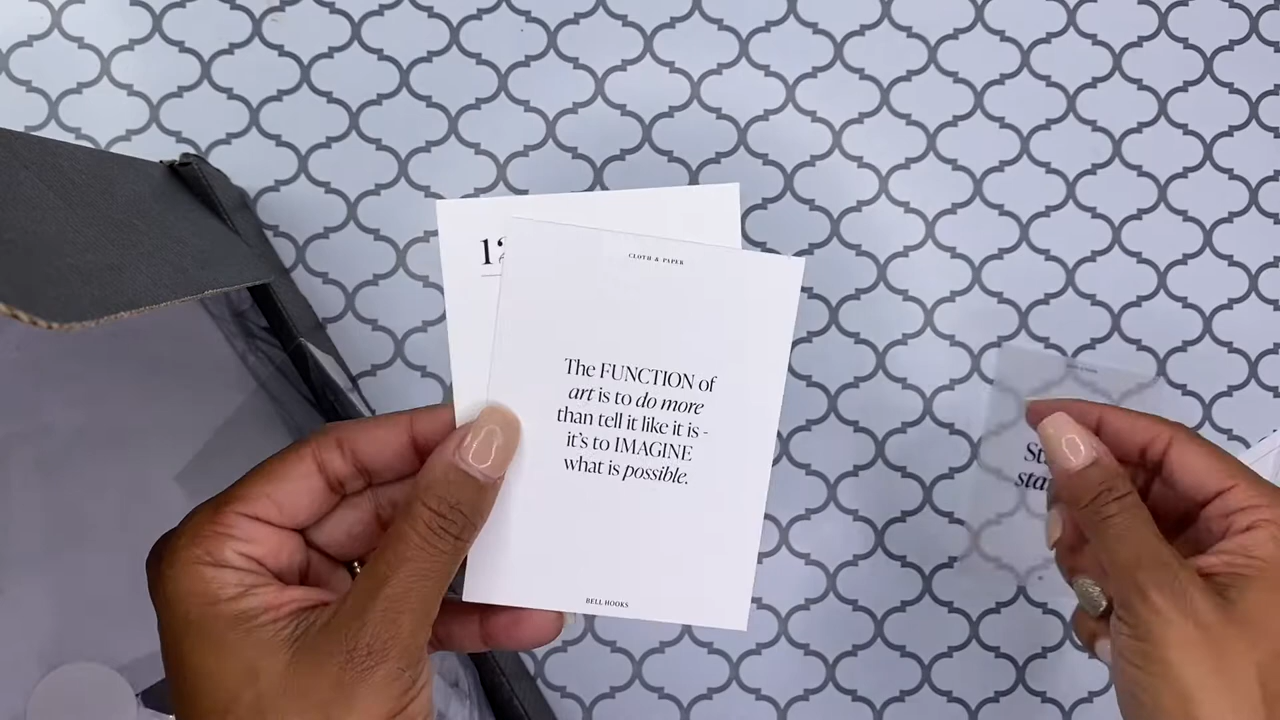 CLOTH & PAPER
The FUNCTION of
art is to do more
than tell it like it is -
it's to IMAGINE
what is possible.
BELL HOOKS